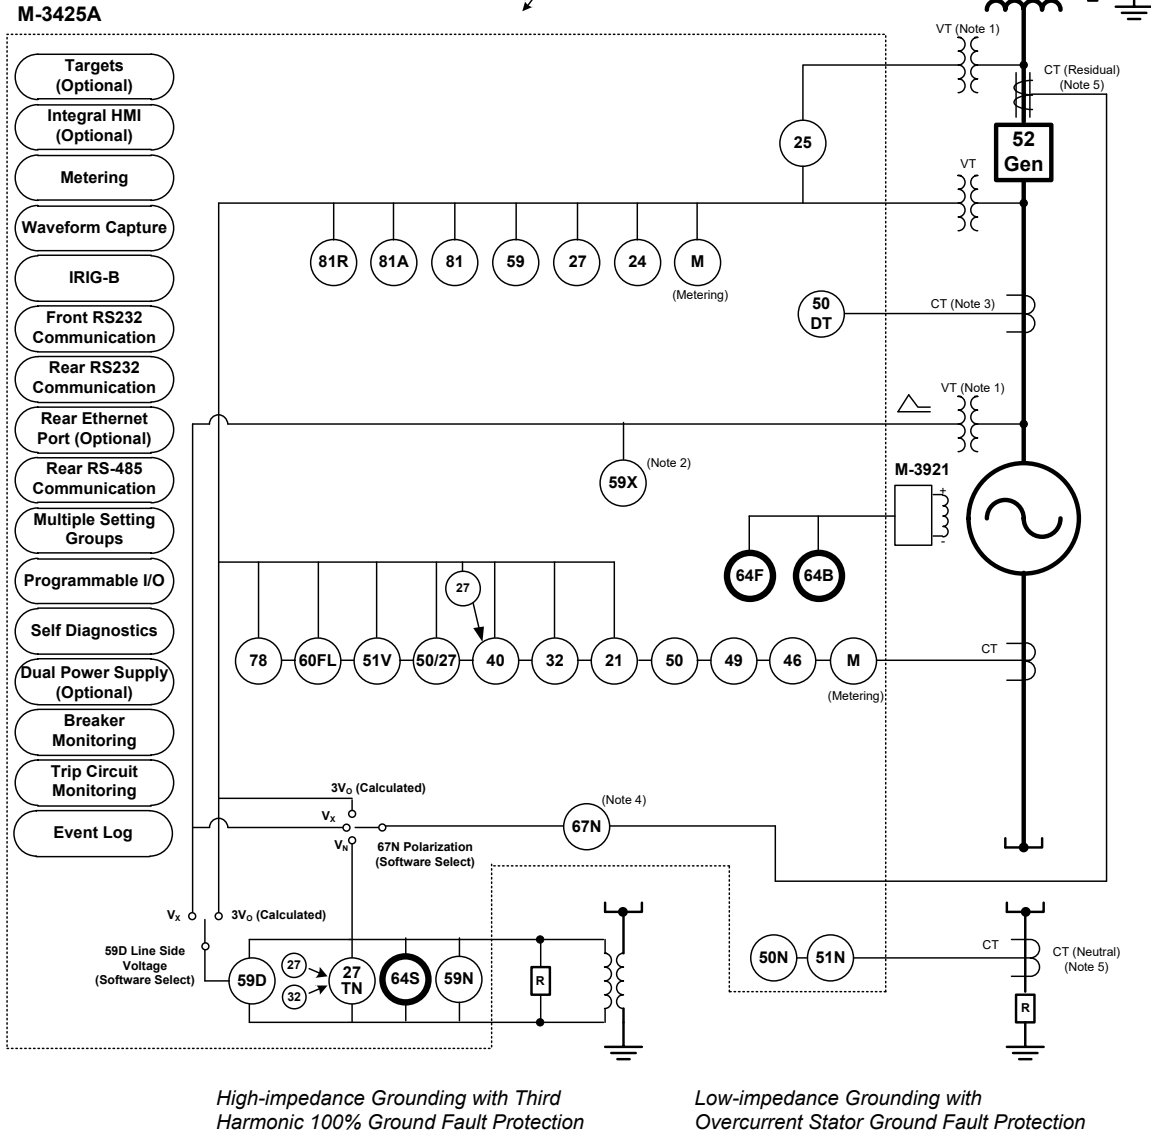 M-3425A
Targets
(Optional)
Integral HMI
(Optional)
Metering
Waveform Capture
IRIG-B
Front RS232
Communication
Rear RS232
Communication
Rear Ethernet
Port (Optional)
Rear RS-485
Communication
Multiple Setting
Groups
Programmable I/O
Self Diagnostics
Dual Power Supply
(Optional)
Breaker
Monitoring
Trip Circuit
Monitoring
Event Log
VT (Note 1)
CT (Residual)
(Note 5)
25
52
Gen
VT
81R
81A
81
59
27
24
M
(Metering)
50
DT
CT (Note 3)
VT (Note 1)
59X
(Note 2)
M-3921
+
-
64F
64B
27
78
60FL
51V
50/27
40
32
21
50
49
46
M
(Metering)
CT
3VO (Calculated)
VX
VN
67N Polarization
(Software Select)
67N
(Note 4)
VX
3VO (Calculated)
59D Line Side
Voltage
(Software Select)
59D
27
32
27
TN
64S
59N
R
50N
51N
CT
CT (Neutral)
(Note 5)
R
High-impedance Grounding with Third
Harmonic 100% Ground Fault Protection
Low-impedance Grounding with
Overcurrent Stator Ground Fault Protection